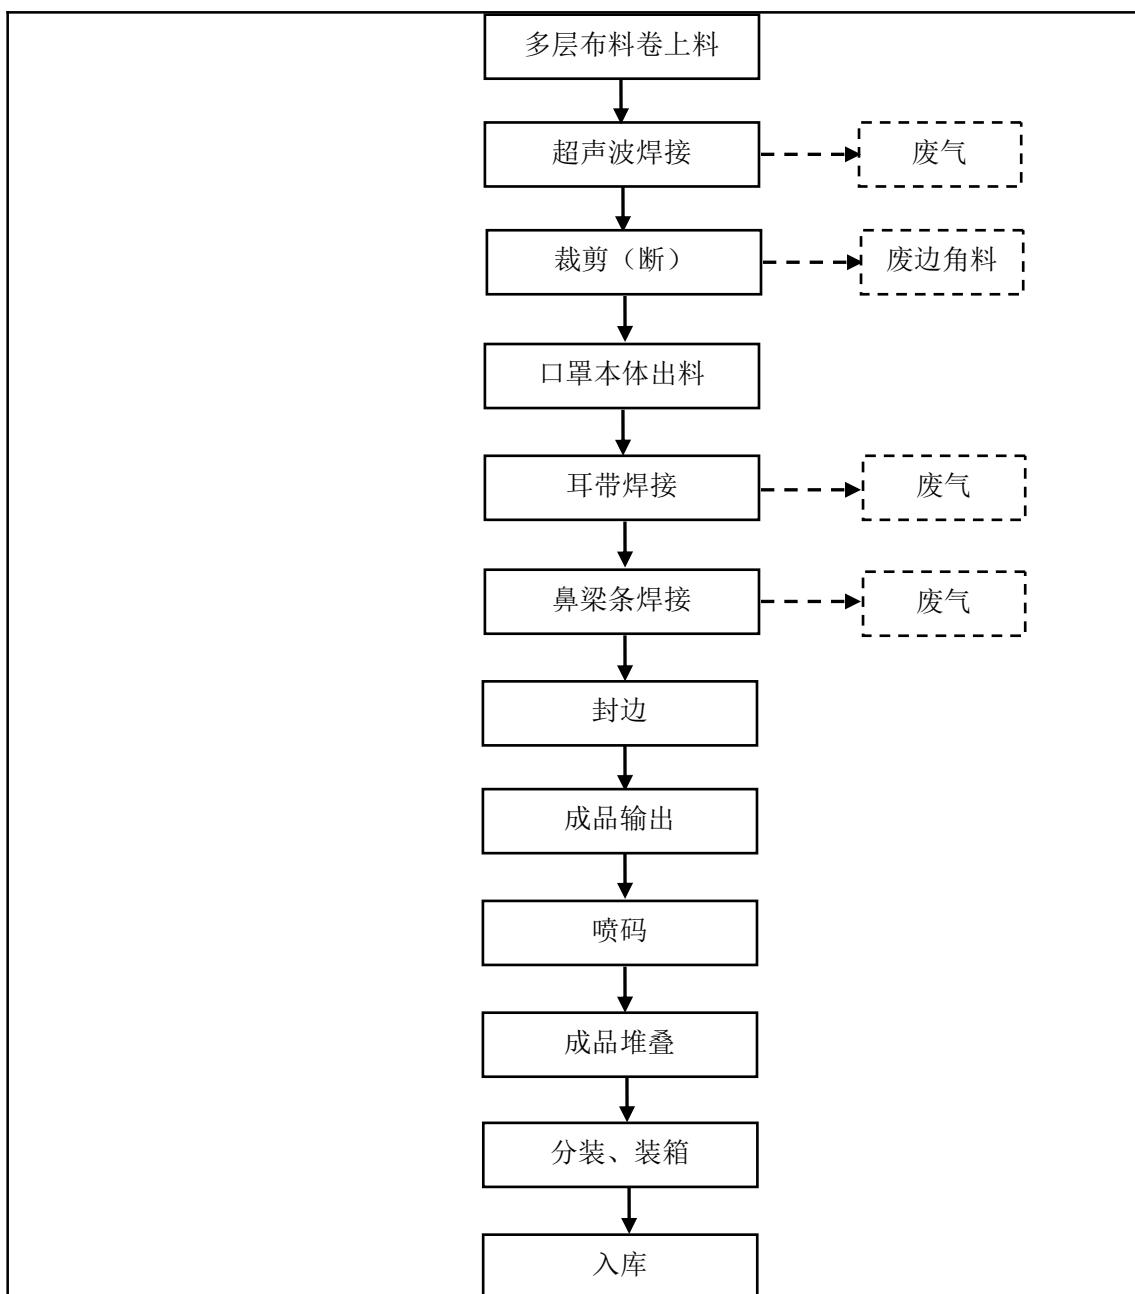 多层布料卷上料
超声波焊接
废气
裁剪（断）
废边角料
口罩本体出料
耳带焊接
废气
鼻梁条焊接
废气
封边
成品输出
喷码
成品堆叠
分装、装箱
入库